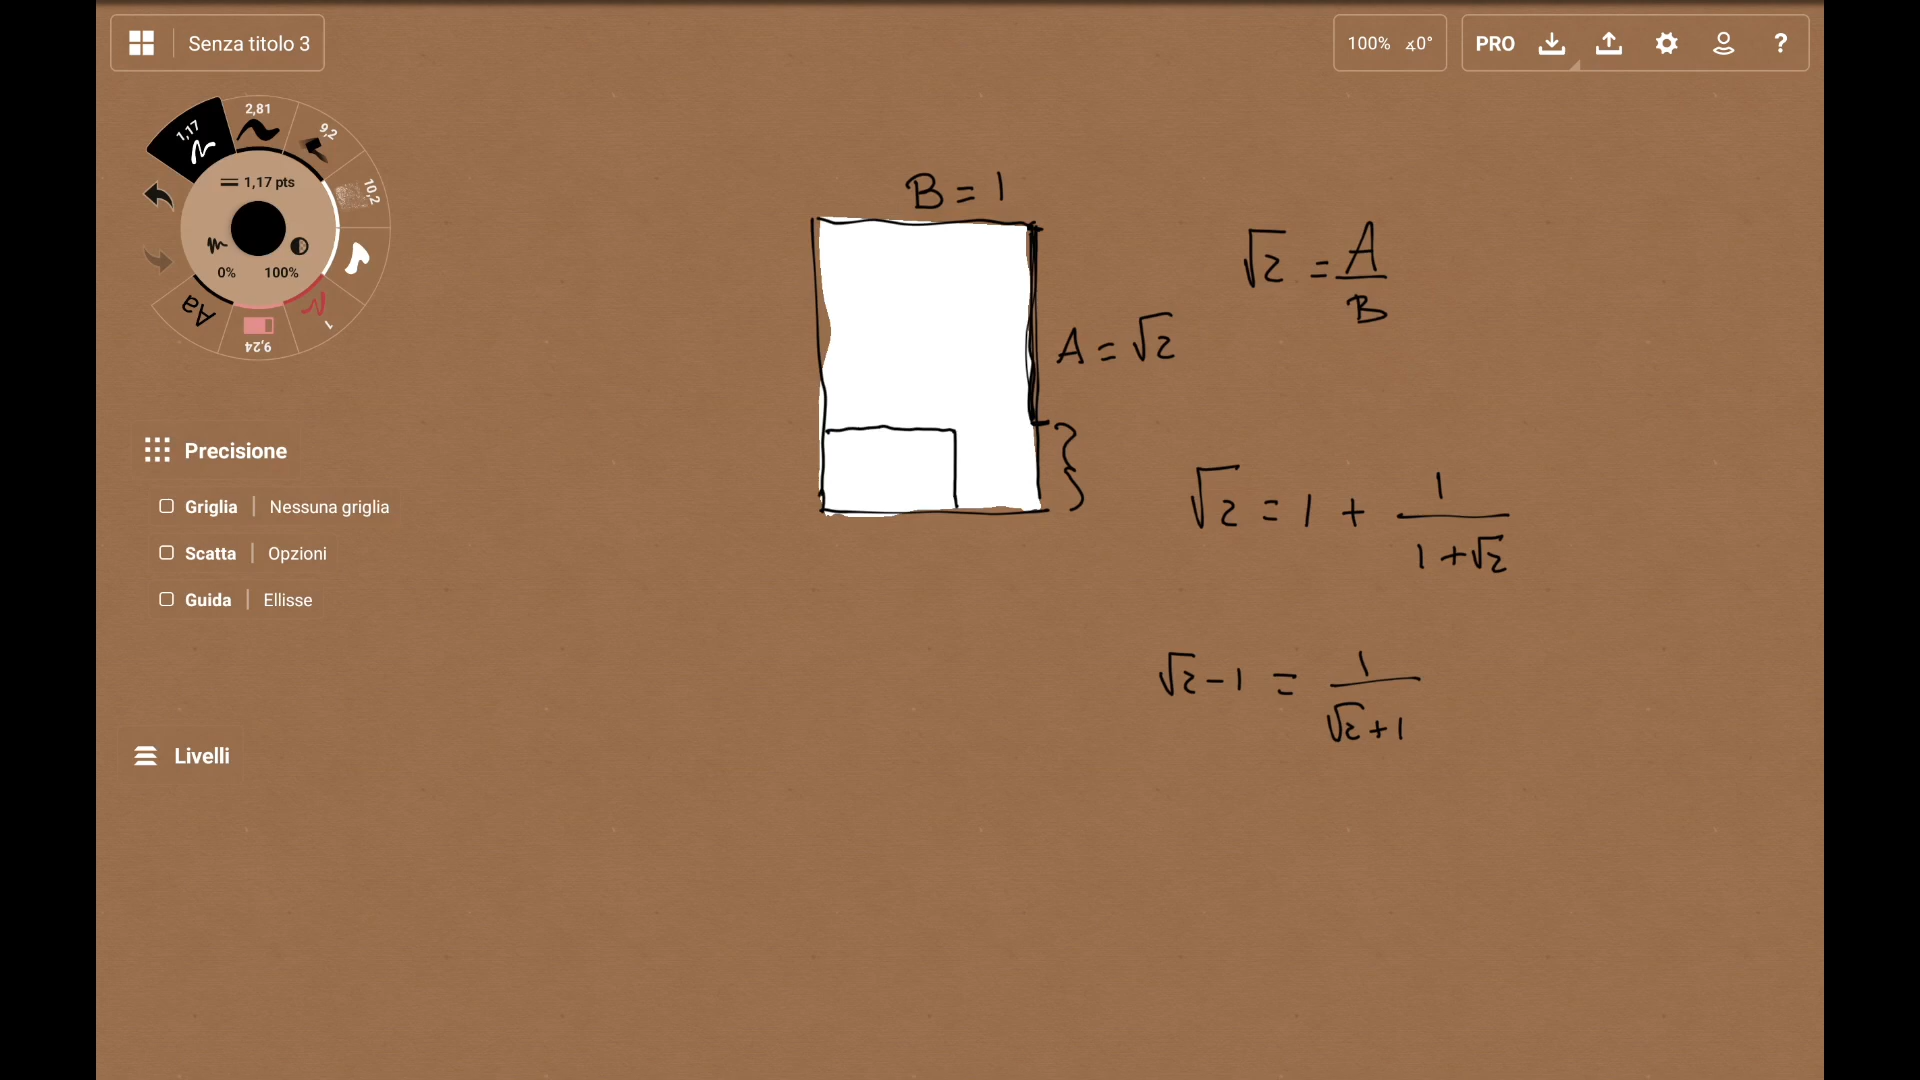 Senza titolo 3
100% ∡0°
PRO
?
1,17
2,81
9,2
10,2
1,17 pts
0%
100%
Aa
9,24
1
Precisione
Griglia | Nessuna griglia
Scatta | Opzioni
Guida | Ellisse
Livelli
B = 1
A = √2
√2 = A/B
√2 = 1 + 1/(1+√2)
√2-1 = 1/(√2+1)